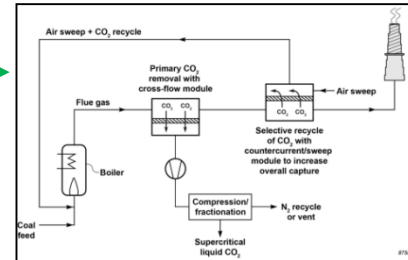 Air sweep + CO₂ recycle
Primary CO₂
removal with
cross-flow module
Flue gas
CO₂ CO₂
CO₂ CO₂
Air sweep
Selective recycle
of CO₂ with
countercurrent/sweep
module to increase
overall capture
Boiler
Coal
feed
Compression/
fractionation
N₂ recycle
or vent
Supercritical
liquid CO₂